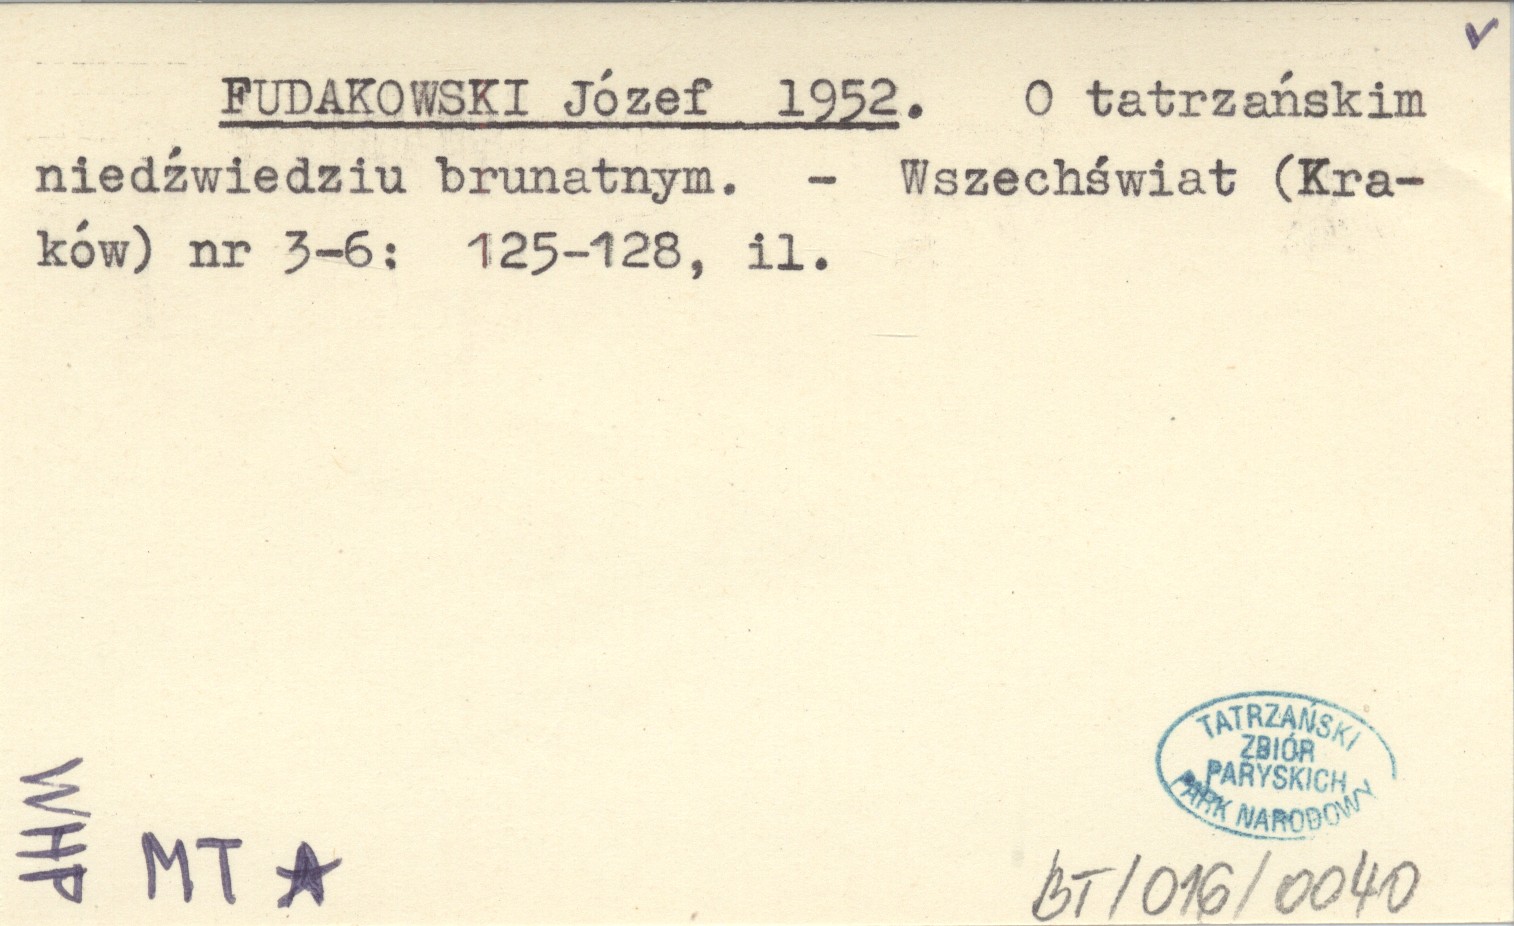 ✓
FUDAKOWSKI Józef 1952. O tatrzańskim
niedźwiedziu brunatnym. - Wszechświat (Kra-
ków) nr 3-6: 125-128, il.
TATRZAŃSKI
ZBIÓR
PARYSKICH
PARK NARODOWY
WHP
MT ★
BT/016/0040